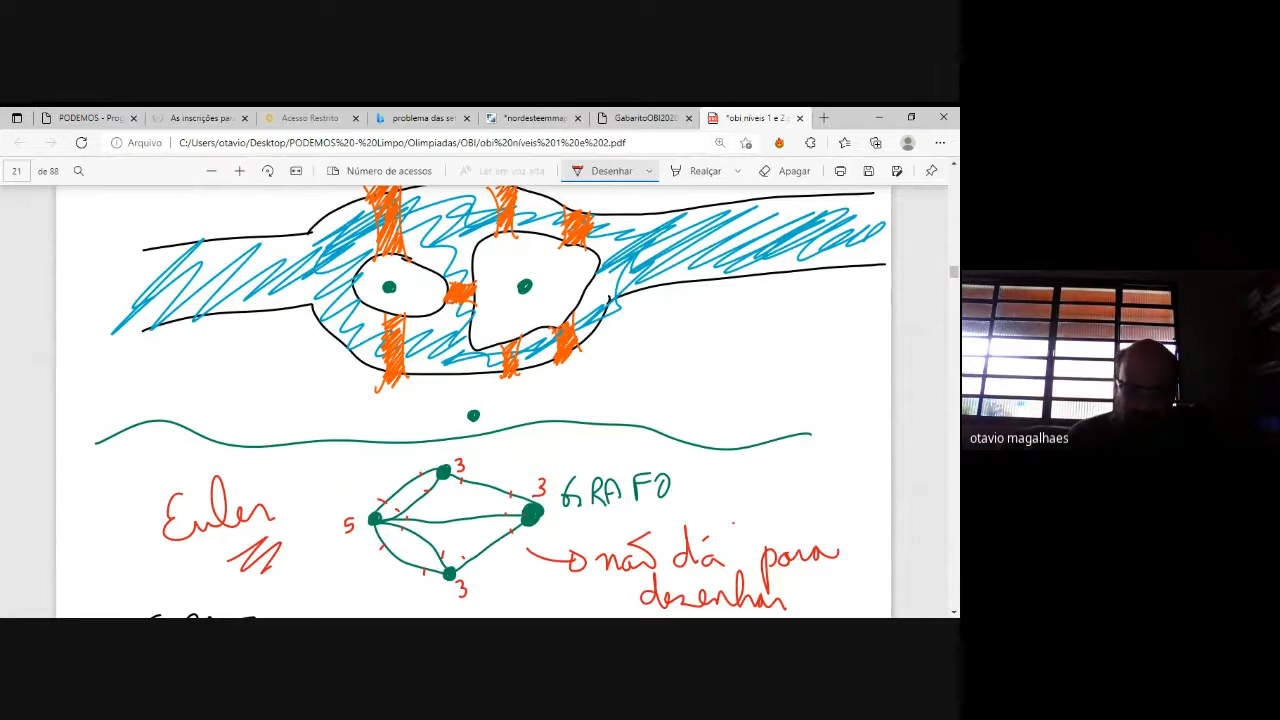 PODEMOS - Prog
As inscrições para
Acesso Restrito
problema das se
*nordesteemmap
GabaritoOBI2020
*obi níveis 1 e 2.p
Arquivo
C:/Users/otavio/Desktop/PODEMOS%20-%20Limpo/Olimpiadas/OBI/obi%20níveis%201%20e%202.pdf
21 de 88
Número de acessos
Ler em voz alta
Desenhar
Realçar
Apagar
otavio magalhaes
3
3
GRAFO
Euler
5
não dá para
desenhar
3